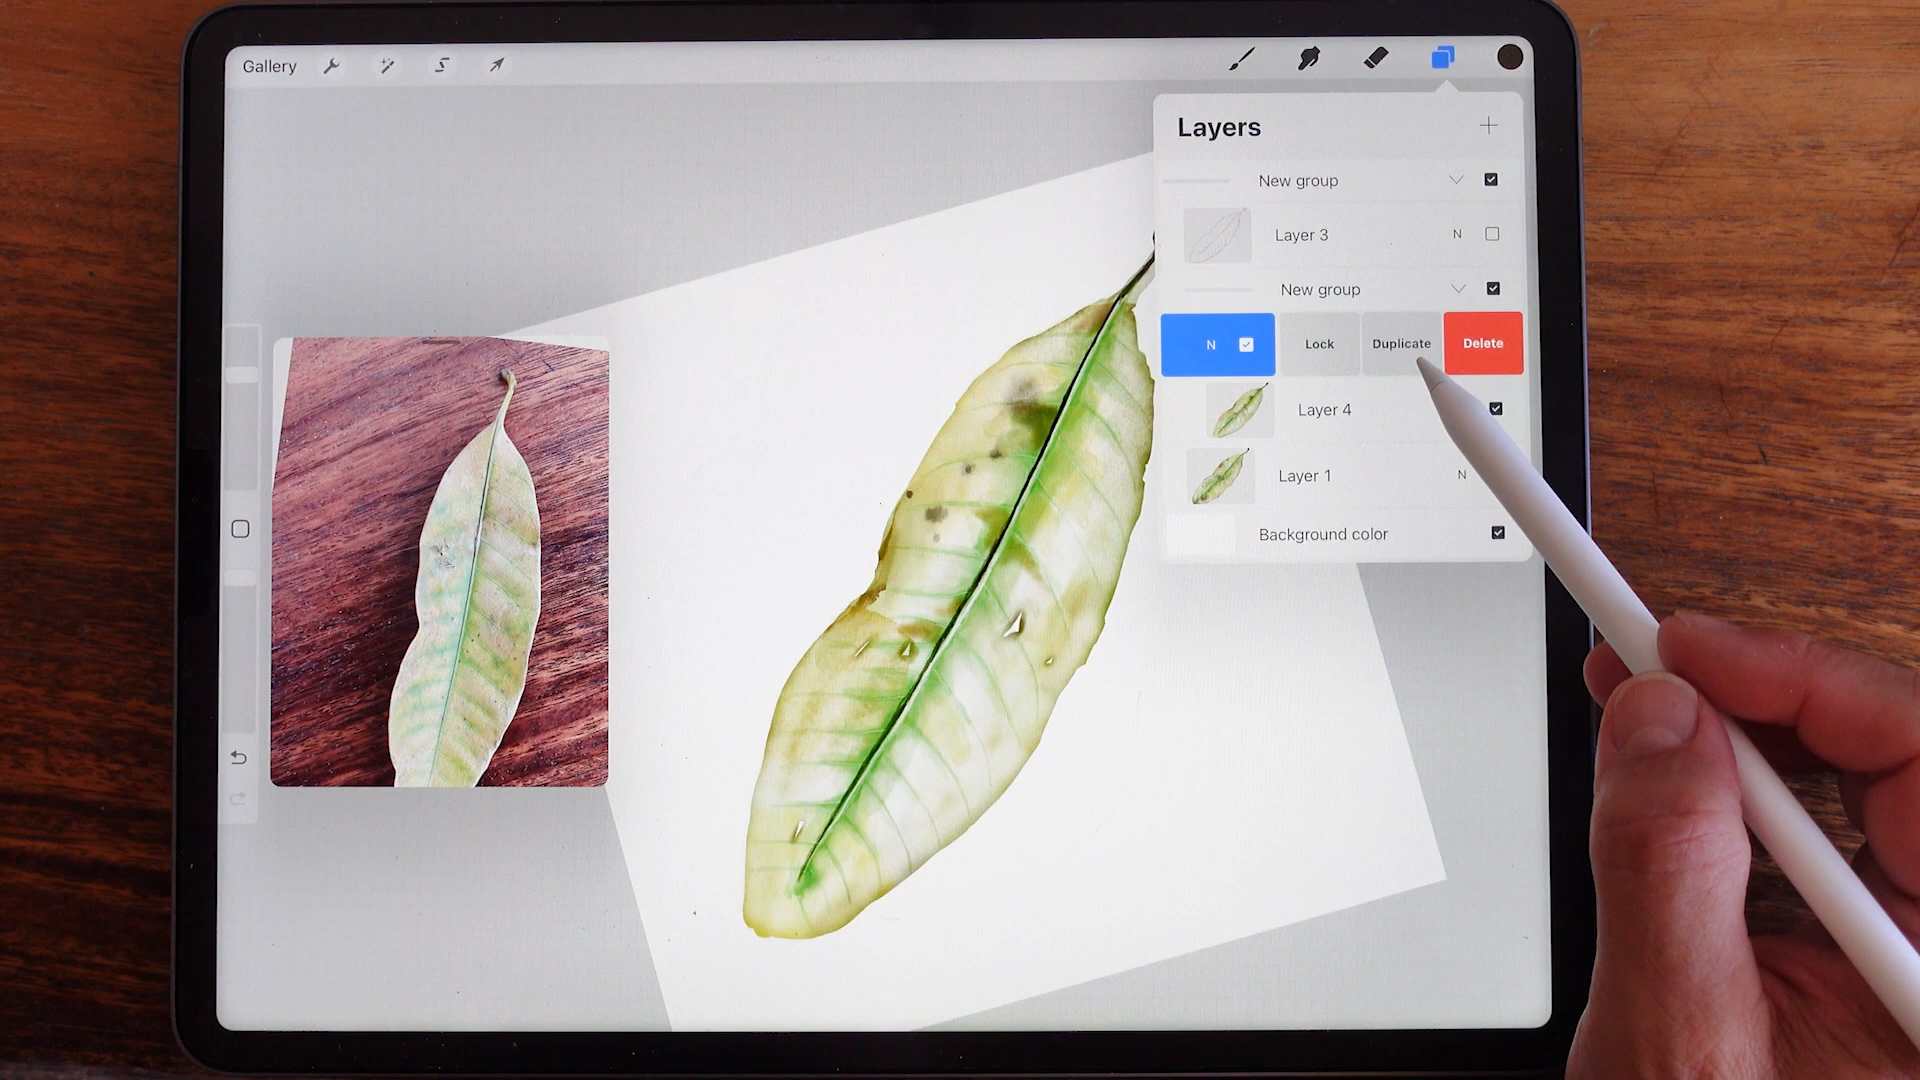 Gallery
Layers
New group
Layer 3 N
New group
N Lock Duplicate Delete
Layer 4
Layer 1 N
Background color